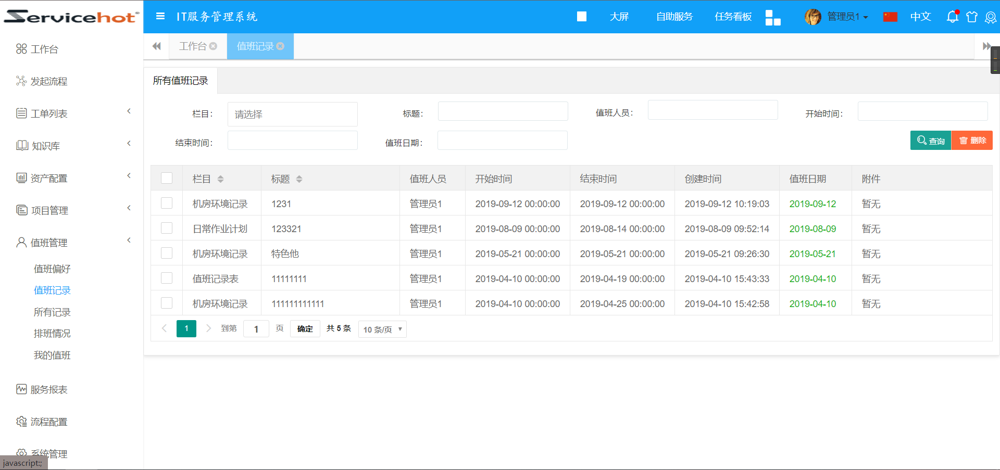 Servicehot®
IT服务管理系统
大屏
自助服务
任务看板
管理员1
中文
工作台
值班记录
工作台
发起流程
工单列表
知识库
资产配置
项目管理
值班管理
值班偏好
值班记录
所有记录
排班情况
我的值班
服务报表
流程配置
系统管理
javascript:;
所有值班记录
栏目: 请选择 标题: 值班人员: 开始时间:
结束时间: 值班日期: 查询 删除
栏目 标题 值班人员 开始时间 结束时间 创建时间 值班日期 附件
机房环境记录 1231 管理员1 2019-09-12 00:00:00 2019-09-12 00:00:00 2019-09-12 10:19:03 2019-09-12 暂无
日常作业计划 123321 管理员1 2019-08-09 00:00:00 2019-08-14 00:00:00 2019-08-09 09:52:14 2019-08-09 暂无
机房环境记录 特色他 管理员1 2019-05-21 00:00:00 2019-05-21 00:00:00 2019-05-21 09:26:30 2019-05-21 暂无
值班记录表 11111111 管理员1 2019-04-10 00:00:00 2019-04-19 00:00:00 2019-04-10 15:43:33 2019-04-10 暂无
机房环境记录 111111111111 管理员1 2019-04-10 00:00:00 2019-04-25 00:00:00 2019-04-10 15:42:58 2019-04-10 暂无
1 到第 1 页 确定 共 5 条 10 条/页